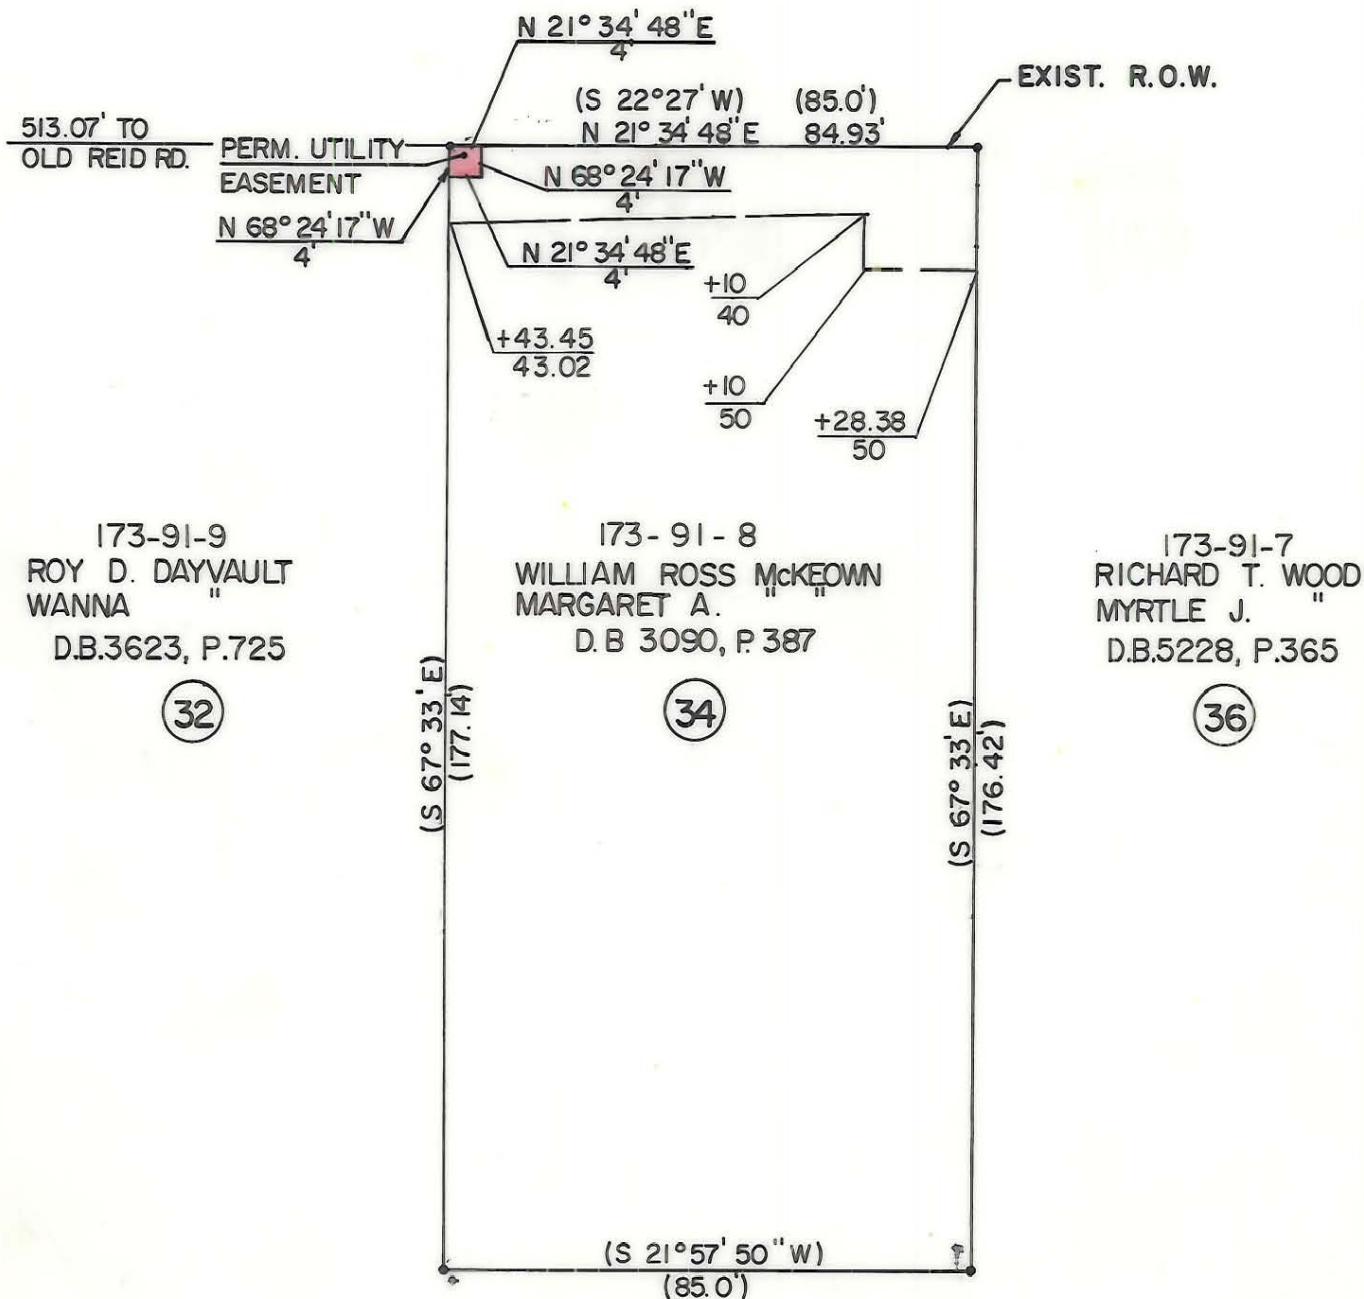 N 21° 34' 48" E
4'
EXIST. R.O.W.
(S 22°27' W) (85.0')
N 21° 34' 48" E 84.93'
513.07' TO
OLD REID RD.
PERM. UTILITY
EASEMENT
N 68° 24' 17" W
4'
N 68° 24' 17" W
4'
N 21° 34' 48" E
4'
+10
40
+43.45
43.02
+10
50
+28.38
50
173-91-9
ROY D. DAYVAULT
WANNA "
D.B.3623, P.725
32
173-91-8
WILLIAM ROSS McKEOWN
MARGARET A. " "
D.B 3090, P. 387
34
173-91-7
RICHARD T. WOOD
MYRTLE J. "
D.B.5228, P.365
36
(S 67° 33' E)
(177.14')
(S 67° 33' E)
(176.42')
(S 21° 57' 50" W)
(85.0')